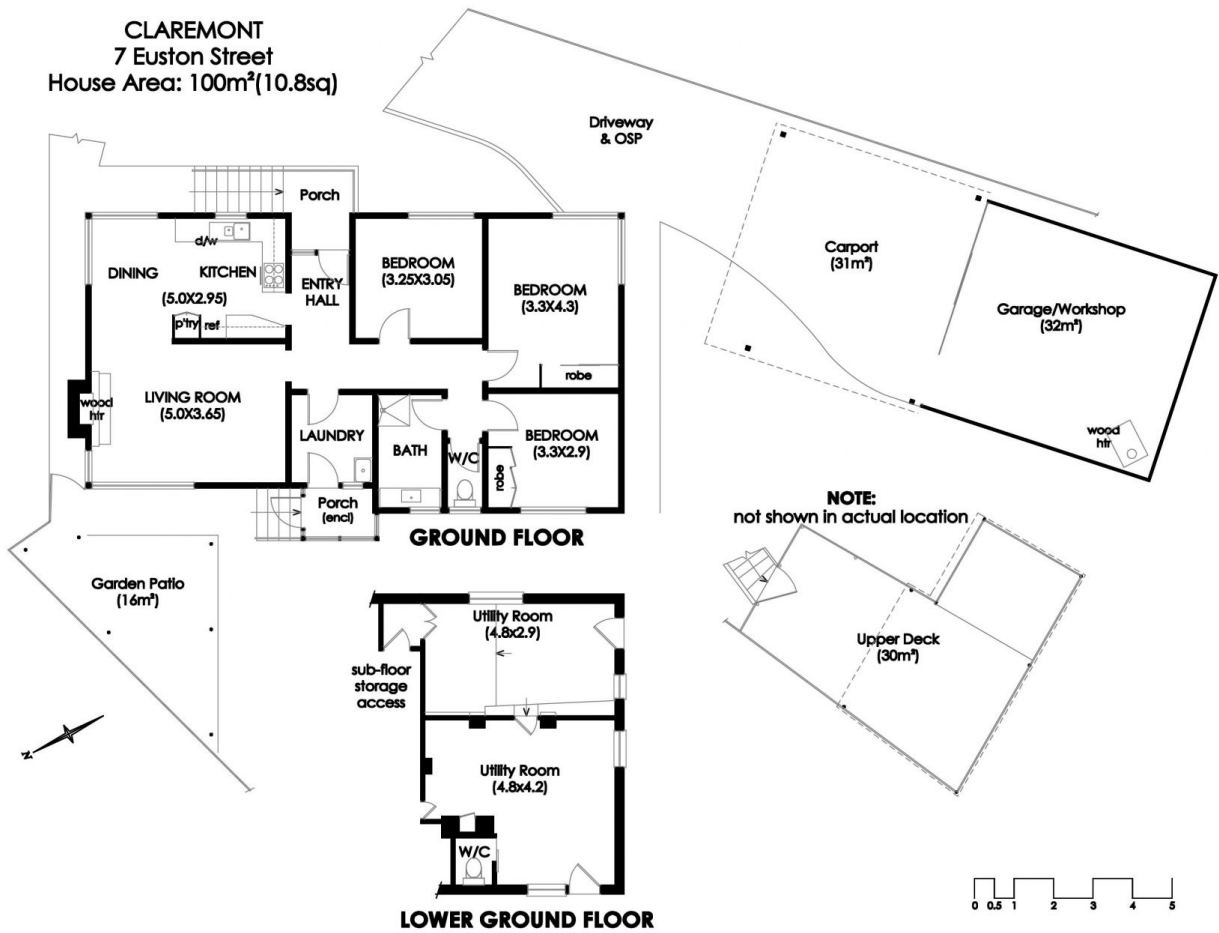 CLAREMONT
7 Euston Street
House Area: 100m²(10.8sq)
Driveway
& OSP
Porch
d/w
DINING
KITCHEN
(5.0X2.95)
p'try
ref
ENTRY
HALL
BEDROOM
(3.25X3.05)
BEDROOM
(3.3X4.3)
robe
Carport
(31m²)
Garage/Workshop
(32m²)
wood
htr
LIVING ROOM
(5.0X3.65)
wood
htr
LAUNDRY
BATH
W/C
BEDROOM
(3.3X2.9)
robe
Porch
(encl)
GROUND FLOOR
NOTE:
not shown in actual location
Garden Patio
(16m²)
Upper Deck
(30m²)
Utility Room
(4.8x2.9)
sub-floor
storage
access
Utility Room
(4.8x4.2)
W/C
LOWER GROUND FLOOR
N
0 0.5 1 2 3 4 5